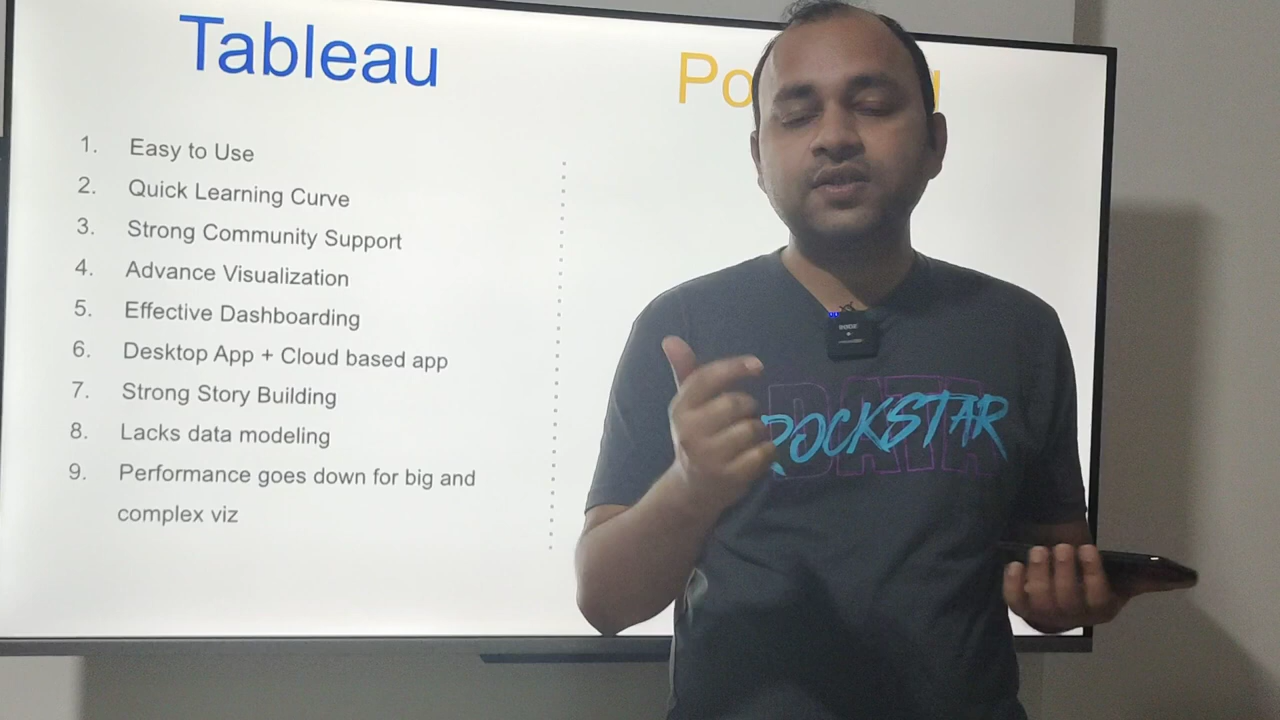 Tableau
Po
1. Easy to Use
2. Quick Learning Curve
3. Strong Community Support
4. Advance Visualization
5. Effective Dashboarding
6. Desktop App + Cloud based app
7. Strong Story Building
8. Lacks data modeling
9. Performance goes down for big and
complex viz
DATA
ROCKSTAR